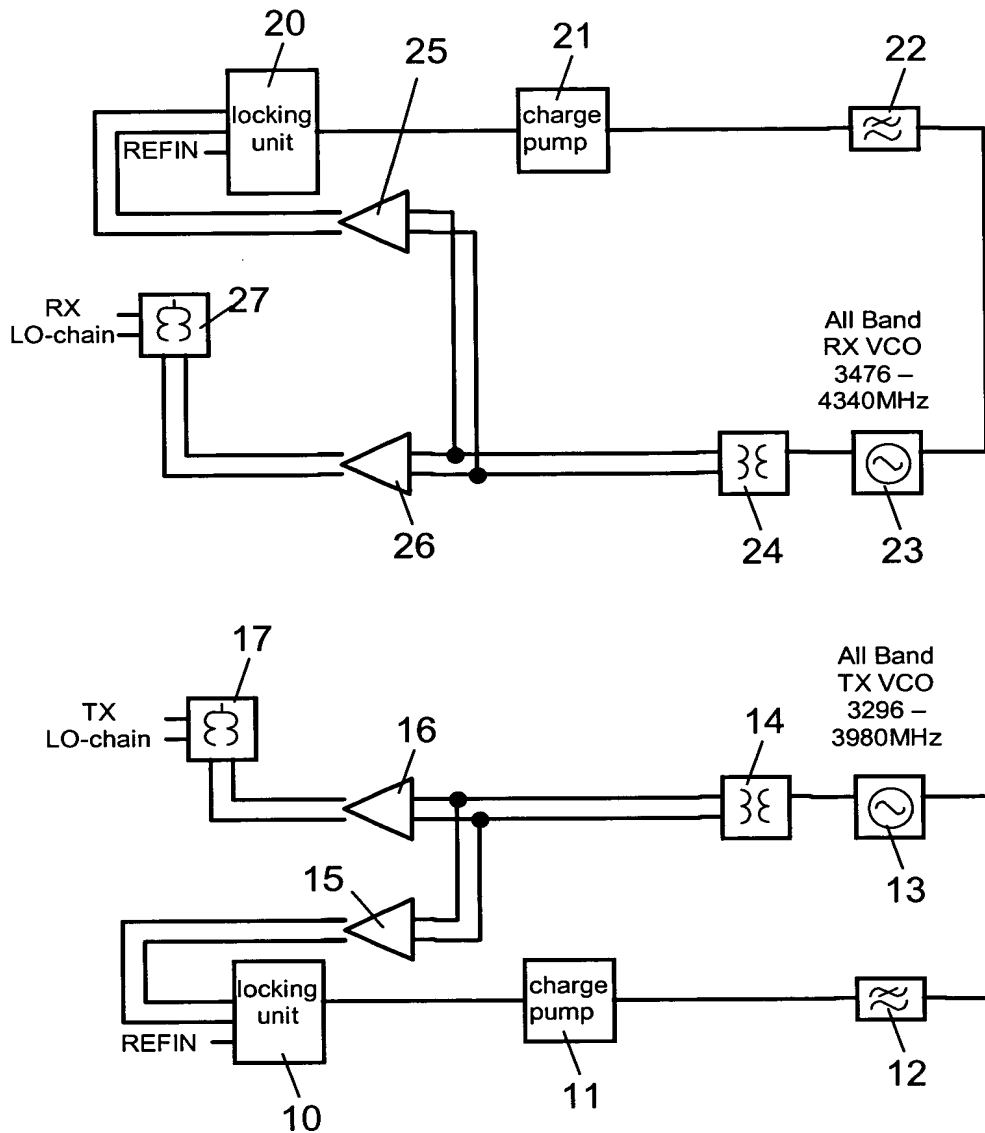 20
25
21
22
locking
unit
charge
pump
REFIN
RX
LO-chain
27
All Band
RX VCO
3476 –
4340MHz
26
24
23
17
TX
LO-chain
16
14
All Band
TX VCO
3296 –
3980MHz
15
13
locking
unit
charge
pump
REFIN
10
11
12